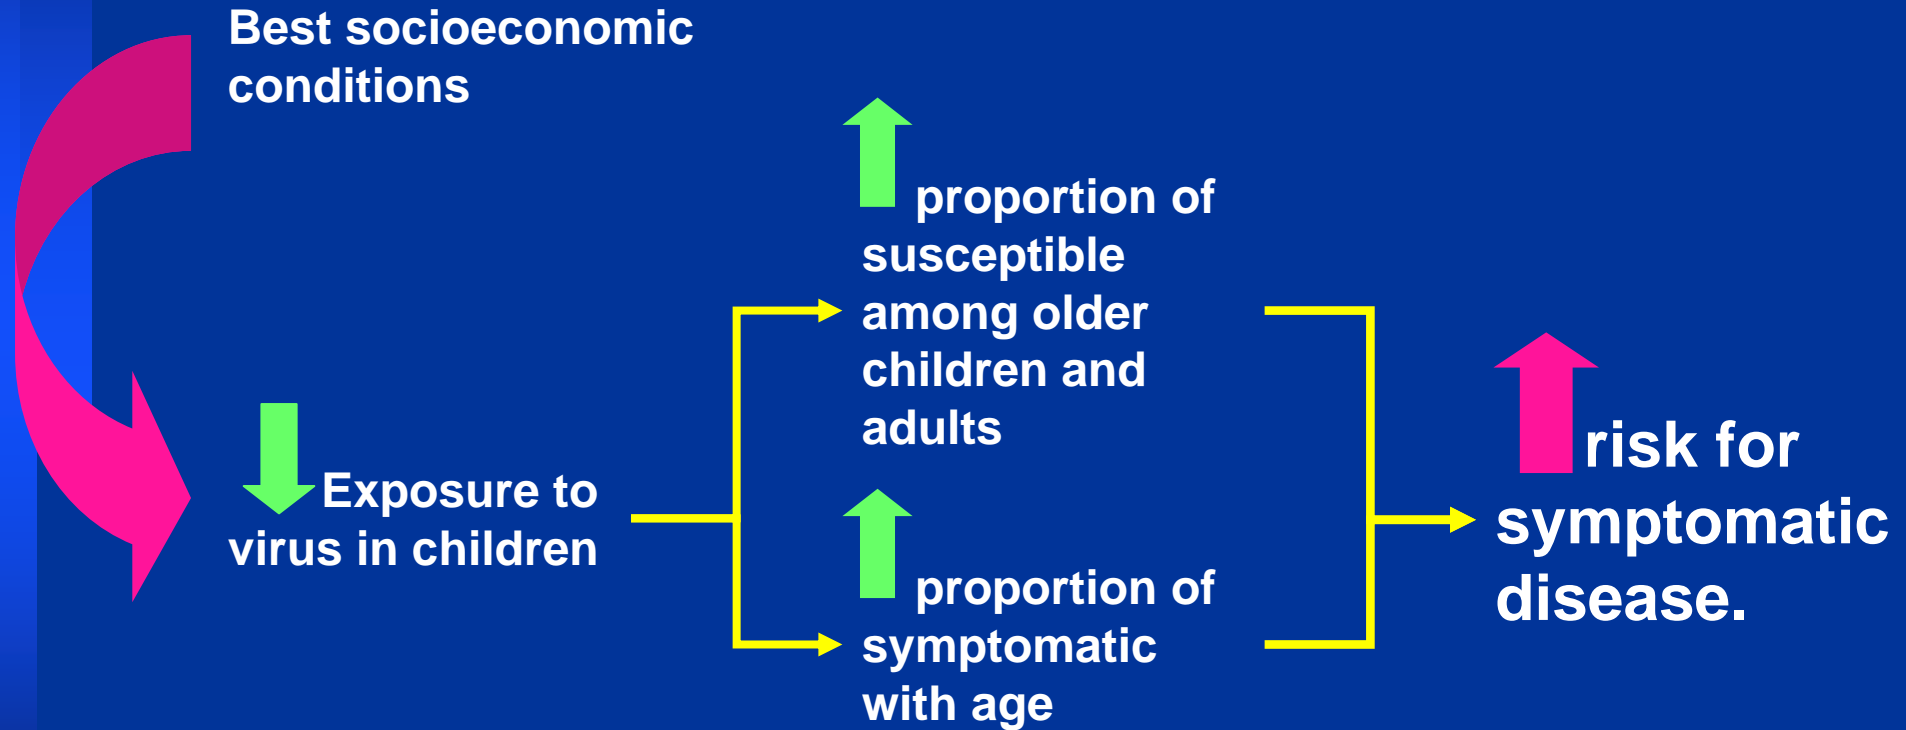 Best socioeconomic
conditions
proportion of
susceptible
among older
children and
adults
Exposure to
virus in children
proportion of
symptomatic
with age
risk for
symptomatic
disease.